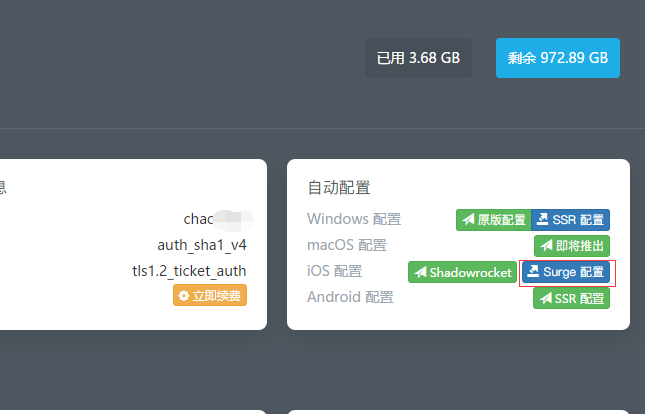 已用 3.68 GB
剩余 972.89 GB
息
自动配置
chao
auth_sha1_v4
tls1.2_ticket_auth
立即续费
Windows 配置 原版配置 SSR 配置
macOS 配置 即将推出
iOS 配置 Shadowrocket Surge 配置
Android 配置 SSR 配置